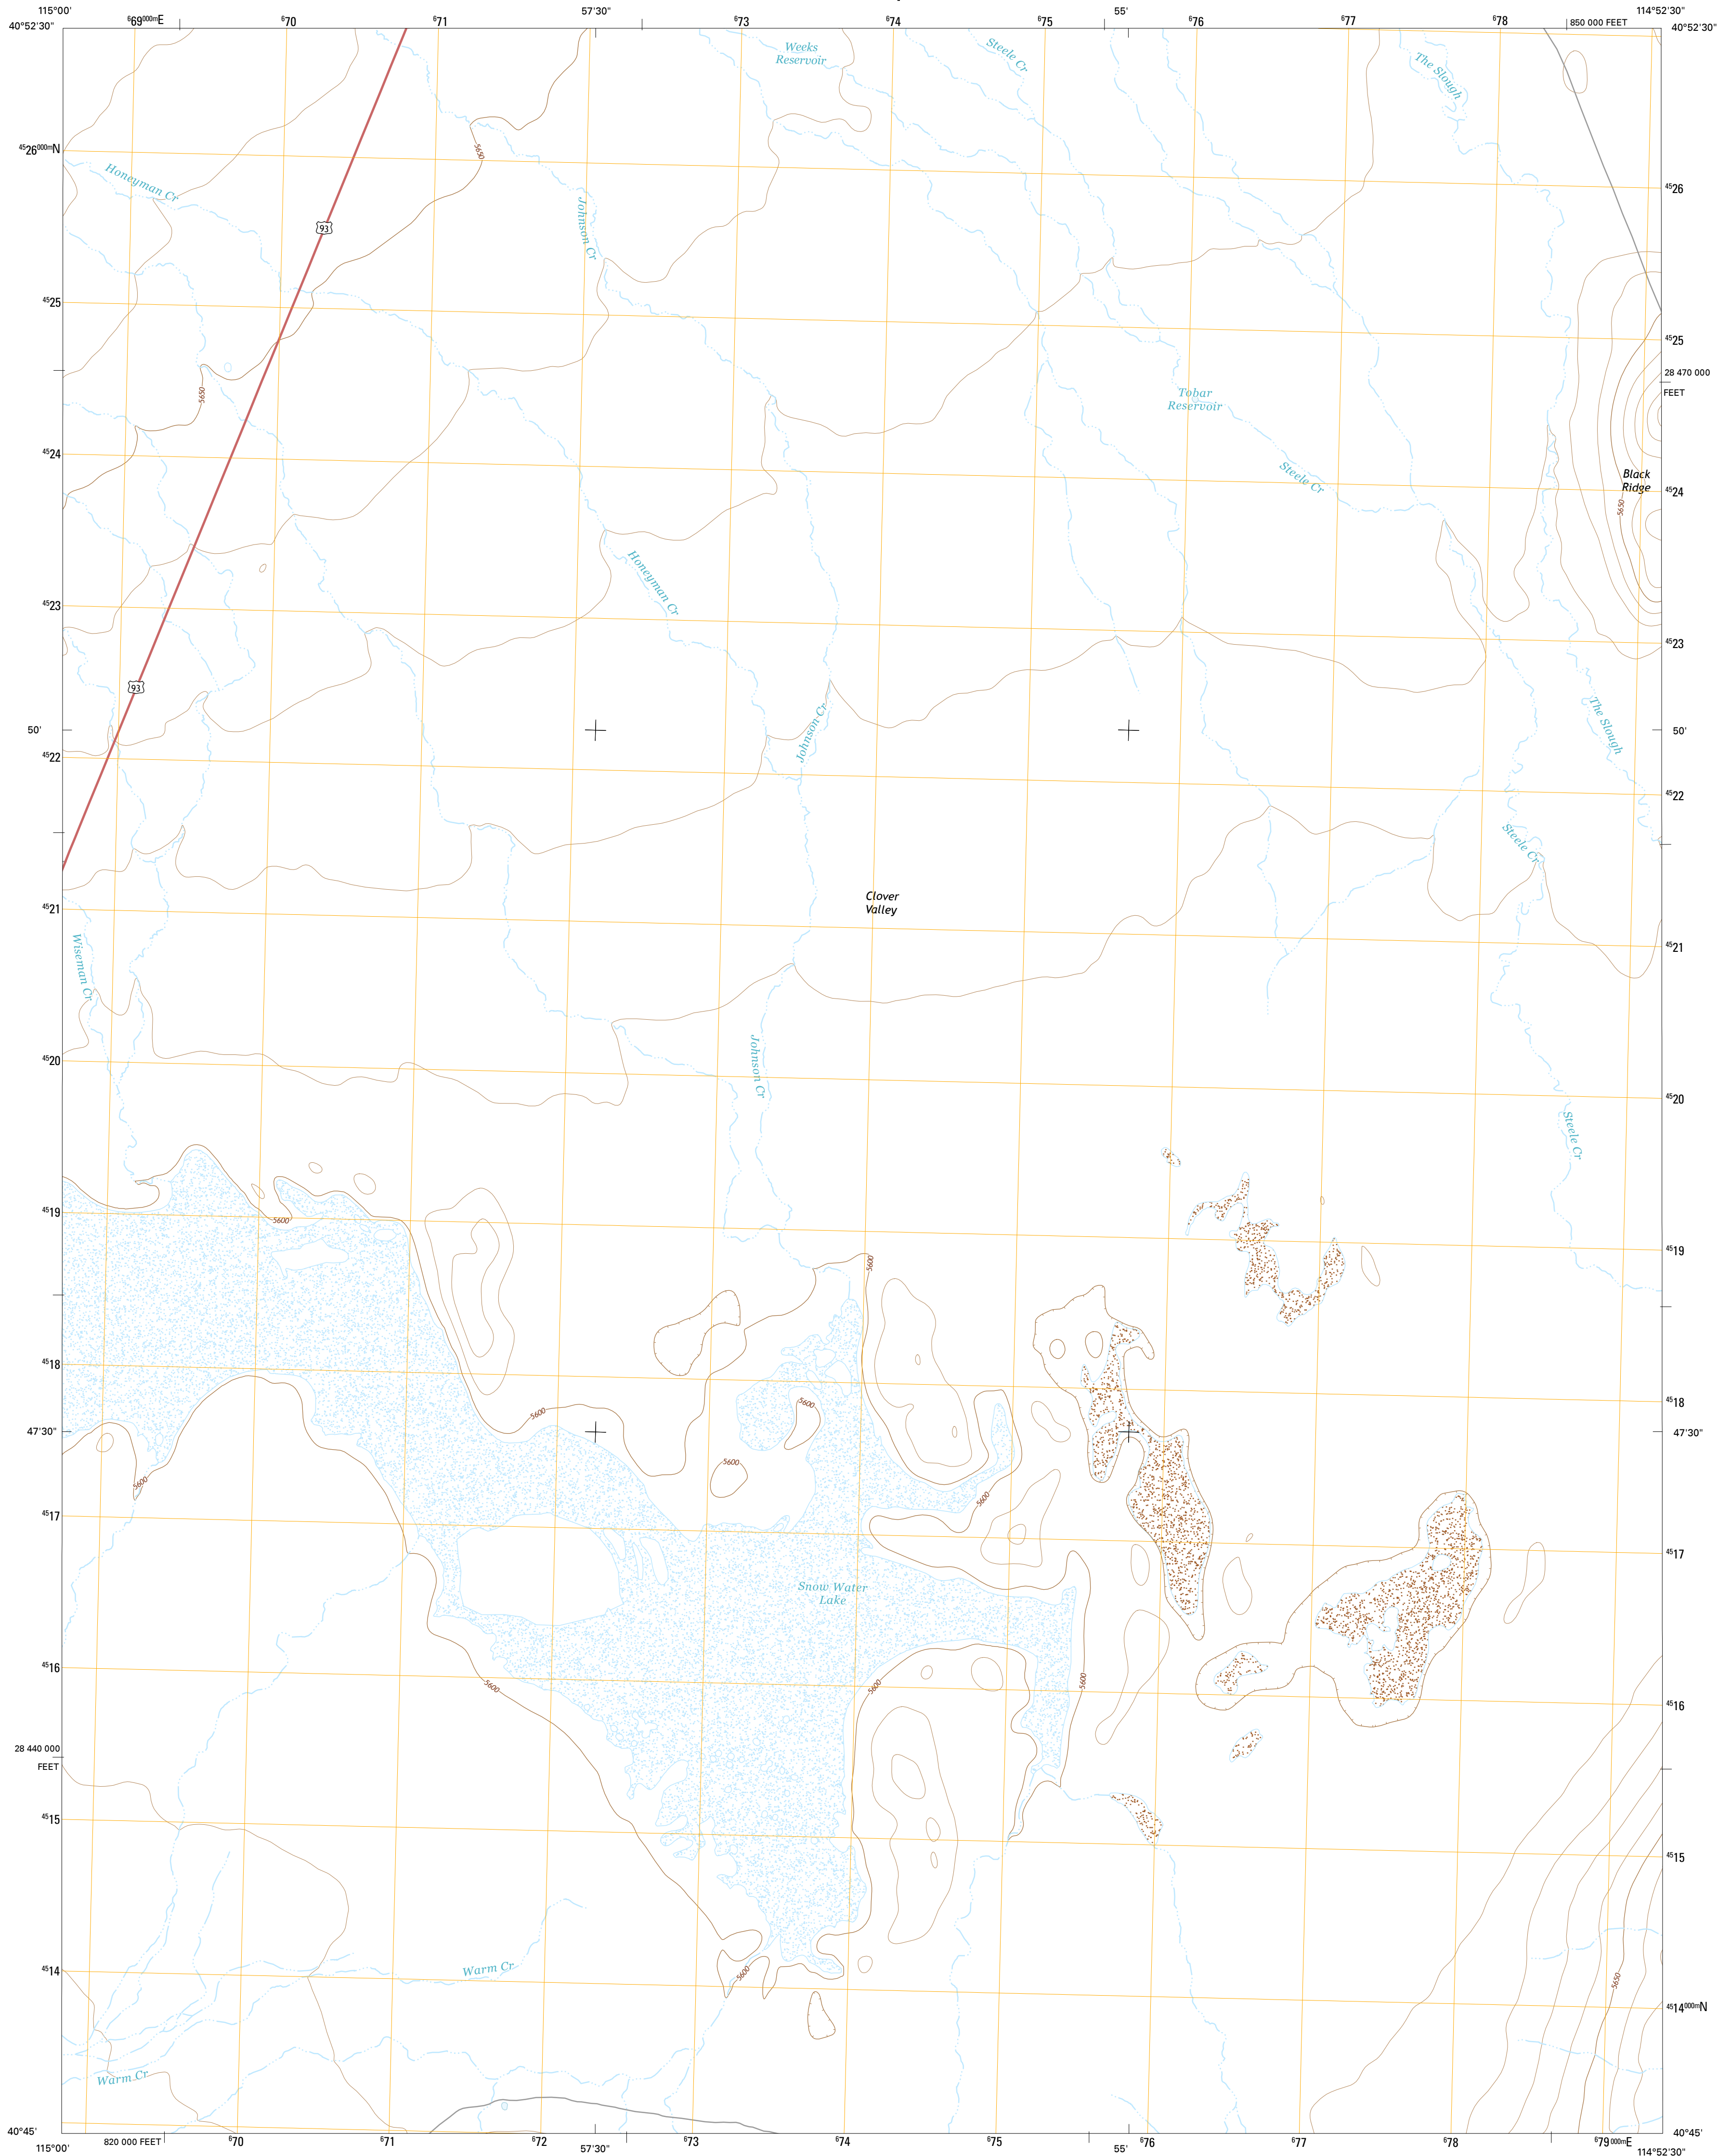 115°00'
⁶69⁰⁰⁰ᵐE
⁶70
⁶71
57'30"
⁶73
⁶74
⁶75
55'
⁶76
⁶77
⁶78
850 000 FEET
114°52'30"
40°52'30"
40°52'30"
Weeks
Reservoir
Steele Cr
The Slough
⁴⁵26⁰⁰⁰ᵐN
5650
Honeyman Cr
⁴⁵26
Johnson Cr
93
⁴⁵25
⁴⁵25
28 470 000
FEET
5650
Tobar
Reservoir
⁴⁵24
Steele Cr
Black
Ridge
⁴⁵24
5650
Honeyman Cr
⁴⁵23
⁴⁵23
93
Johnson Cr
The Slough
50'
50'
⁴⁵22
⁴⁵22
Steele Cr
Clover
Valley
⁴⁵21
⁴⁵21
Wiseman Cr
Johnson Cr
⁴⁵20
⁴⁵20
Steele Cr
⁴⁵19
5600
⁴⁵19
5600
⁴⁵18
5600
5600
⁴⁵18
47'30"
47'30"
5600
5600
5600
⁴⁵17
⁴⁵17
Snow Water
Lake
⁴⁵16
5600
5600
5600
⁴⁵16
28 440 000
FEET
⁴⁵15
⁴⁵15
⁴⁵14
Warm Cr
5600
5650
⁴⁵14⁰⁰⁰ᵐN
Warm Cr
40°45'
40°45'
115°00'
820 000 FEET
⁶70
⁶71
⁶72
57'30"
⁶73
⁶74
⁶75
55'
⁶76
⁶77
⁶78
⁶79⁰⁰⁰ᵐE
114°52'30"